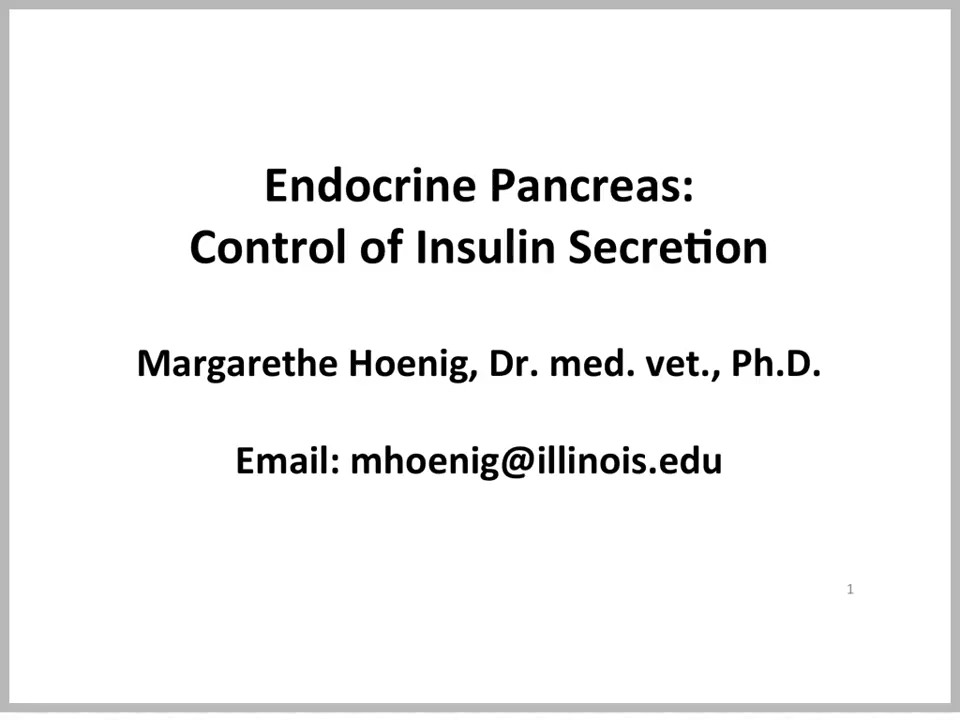 Endocrine Pancreas:
Control of Insulin Secretion
Margarethe Hoenig, Dr. med. vet., Ph.D.
Email: mhoenig@illinois.edu
1